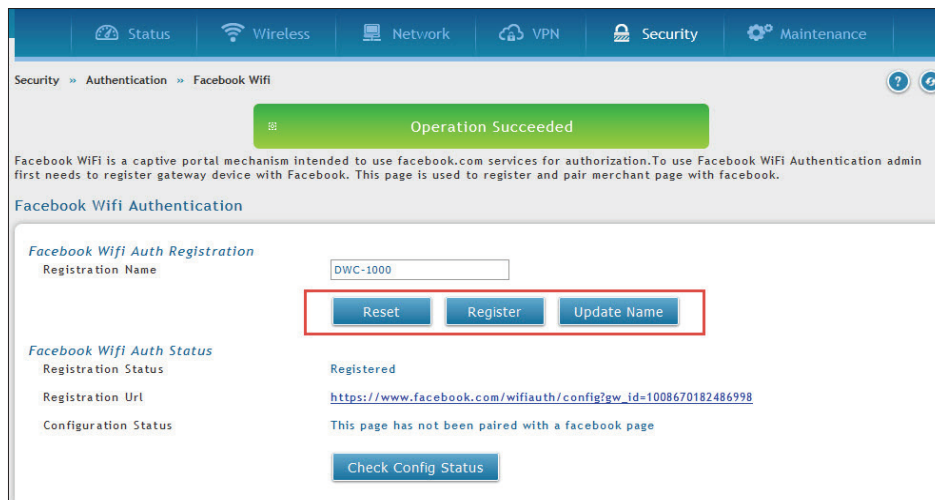 Status Wireless Network VPN Security Maintenance
Security » Authentication » Facebook Wifi
?
Operation Succeeded
Facebook WiFi is a captive portal mechanism intended to use facebook.com services for authorization.To use Facebook WiFi Authentication admin
first needs to register gateway device with Facebook. This page is used to register and pair merchant page with facebook.
Facebook Wifi Authentication
Facebook Wifi Auth Registration
Registration Name DWC-1000
Reset Register Update Name
Facebook Wifi Auth Status
Registration Status Registered
Registration Url https://www.facebook.com/wifiauth/config?gw_id=1008670182486998
Configuration Status This page has not been paired with a facebook page
Check Config Status